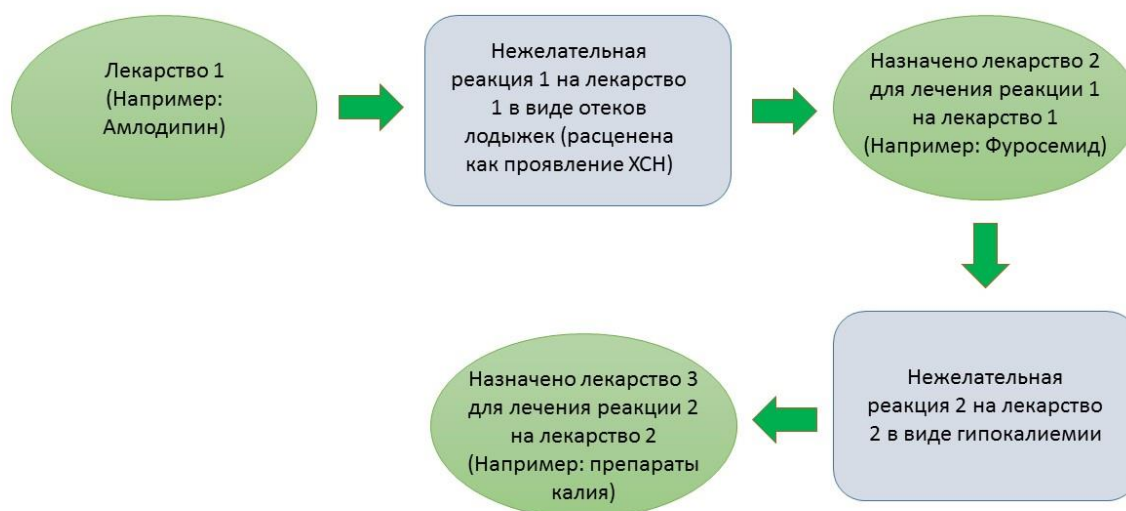 Лекарство 1
(Например:
Амлодипин)
Нежелательная
реакция 1 на лекарство
1 в виде отеков
лодыжек (расценена
как проявление ХСН)
Назначено лекарство 2
для лечения реакции 1
на лекарство 1
(Например: Фуросемид)
Нежелательная
реакция 2 на лекарство
2 в виде гипокалиемии
Назначено лекарство 3
для лечения реакции 2
на лекарство 2
(Например: препараты
калия)